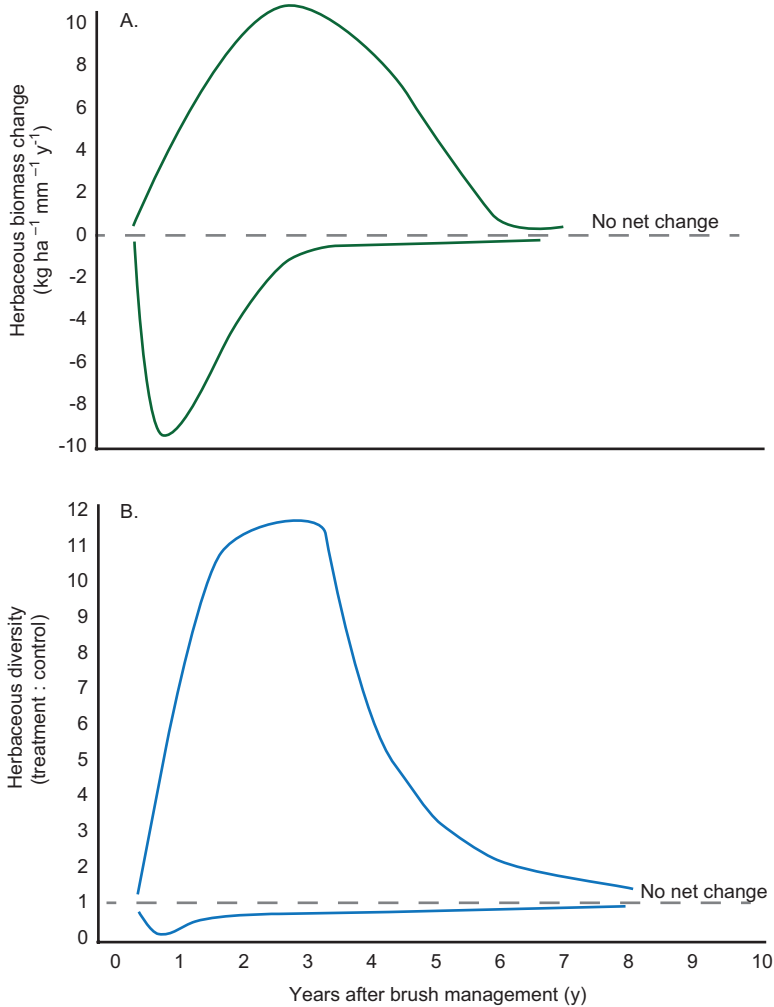 A.
Herbaceous biomass change
(kg ha⁻¹ mm⁻¹ y⁻¹)
10
8
6
4
2
0
-2
-4
-6
-8
-10
No net change
B.
Herbaceous diversity
(treatment : control)
12
11
10
9
8
7
6
5
4
3
2
1
0
No net change
0 1 2 3 4 5 6 7 8 9 10
Years after brush management (y)